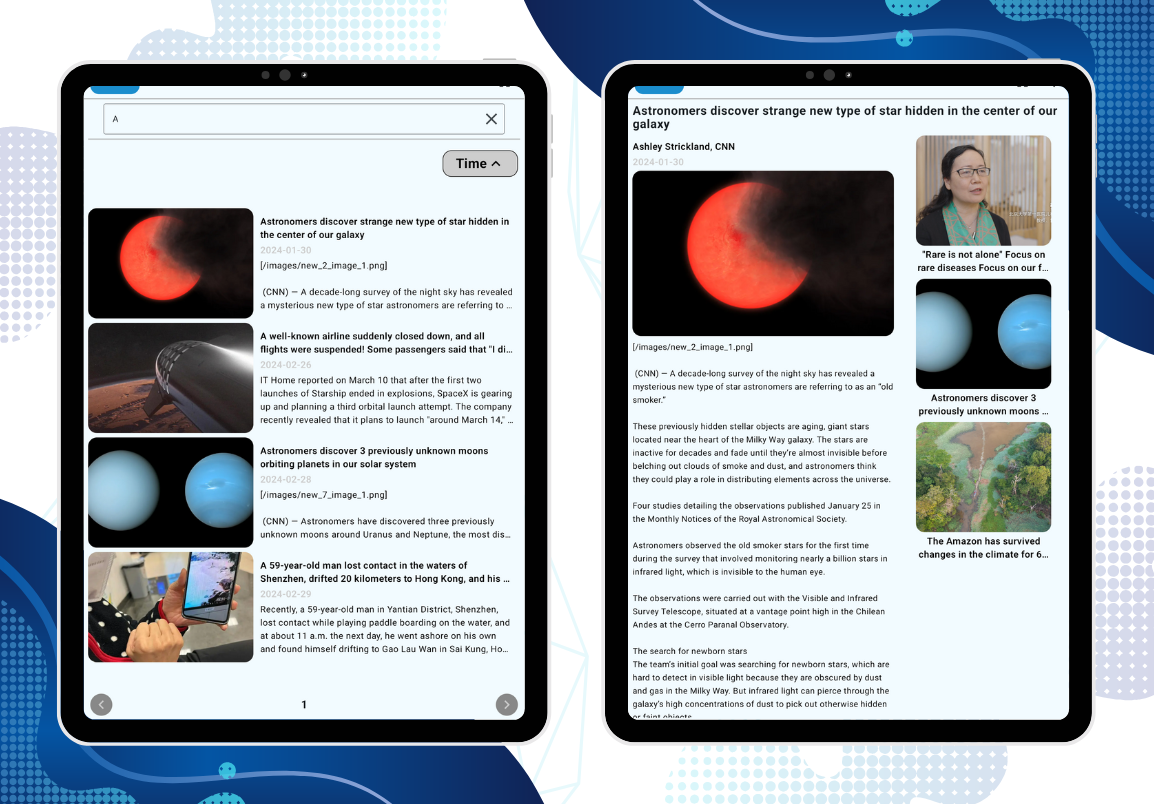 A
Time
Astronomers discover strange new type of star hidden in
the center of our galaxy
2024-01-30
[/images/new_2_image_1.png]
(CNN) — A decade-long survey of the night sky has revealed
a mysterious new type of star astronomers are referring to …
A well-known airline suddenly closed down, and all
flights were suspended! Some passengers said that "I di…
2024-02-26
IT Home reported on March 10 that after the first two
launches of Starship ended in explosions, SpaceX is gearing
up and planning a third orbital launch attempt. The company
recently revealed that it plans to launch "around March 14," …
Astronomers discover 3 previously unknown moons
orbiting planets in our solar system
2024-02-28
[/images/new_7_image_1.png]
(CNN) — Astronomers have discovered three previously
unknown moons around Uranus and Neptune, the most dis…
A 59-year-old man lost contact in the waters of
Shenzhen, drifted 20 kilometers to Hong Kong, and his …
2024-02-29
Recently, a 59-year-old man in Yantian District, Shenzhen,
lost contact while playing paddle boarding on the water, and
at about 11 a.m. the next day, he went ashore on his own
and found himself drifting to Gao Lau Wan in Sai Kung, Ho…
1
Astronomers discover strange new type of star hidden in the center of our
galaxy
Ashley Strickland, CNN
2024-01-30
[/images/new_2_image_1.png]
(CNN) — A decade-long survey of the night sky has revealed a
mysterious new type of star astronomers are referring to as an "old
smoker."
These previously hidden stellar objects are aging, giant stars
located near the heart of the Milky Way galaxy. The stars are
inactive for decades and fade until they're almost invisible before
belching out clouds of smoke and dust, and astronomers think
they could play a role in distributing elements across the universe.
Four studies detailing the observations published January 25 in
the Monthly Notices of the Royal Astronomical Society.
Astronomers observed the old smoker stars for the first time
during the survey that involved monitoring nearly a billion stars in
infrared light, which is invisible to the human eye.
The observations were carried out with the Visible and Infrared
Survey Telescope, situated at a vantage point high in the Chilean
Andes at the Cerro Paranal Observatory.
The search for newborn stars
The team's initial goal was searching for newborn stars, which are
hard to detect in visible light because they are obscured by dust
and gas in the Milky Way. But infrared light can pierce through the
galaxy's high concentrations of dust to pick out otherwise hidden
or faint objects.
"Rare is not alone" Focus on
rare diseases Focus on our f…
Astronomers discover 3
previously unknown moons …
The Amazon has survived
changes in the climate for 6…